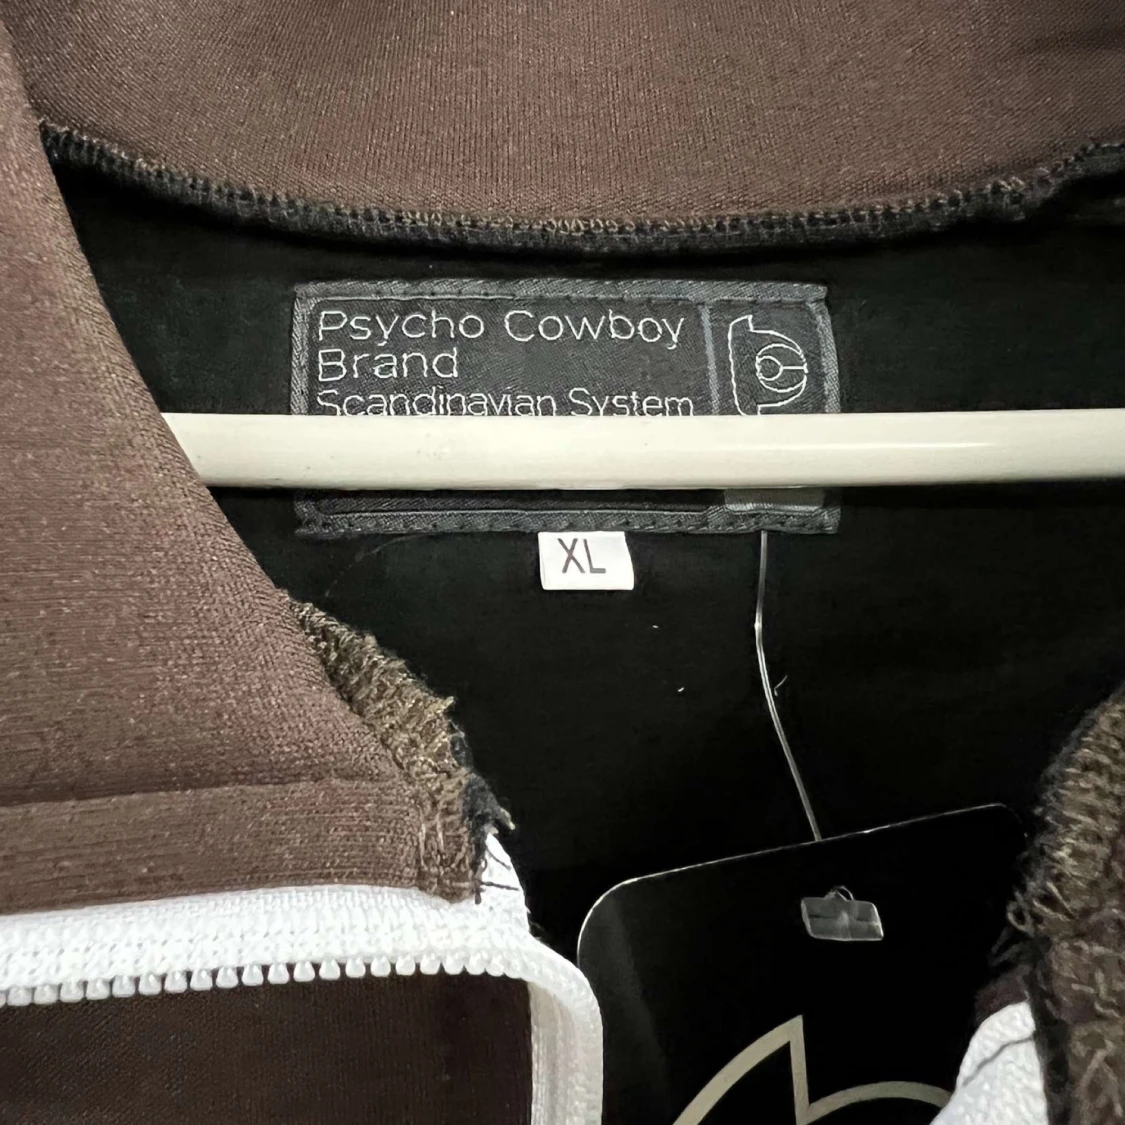 Psycho Cowboy
Brand
Scandinavian System
XL